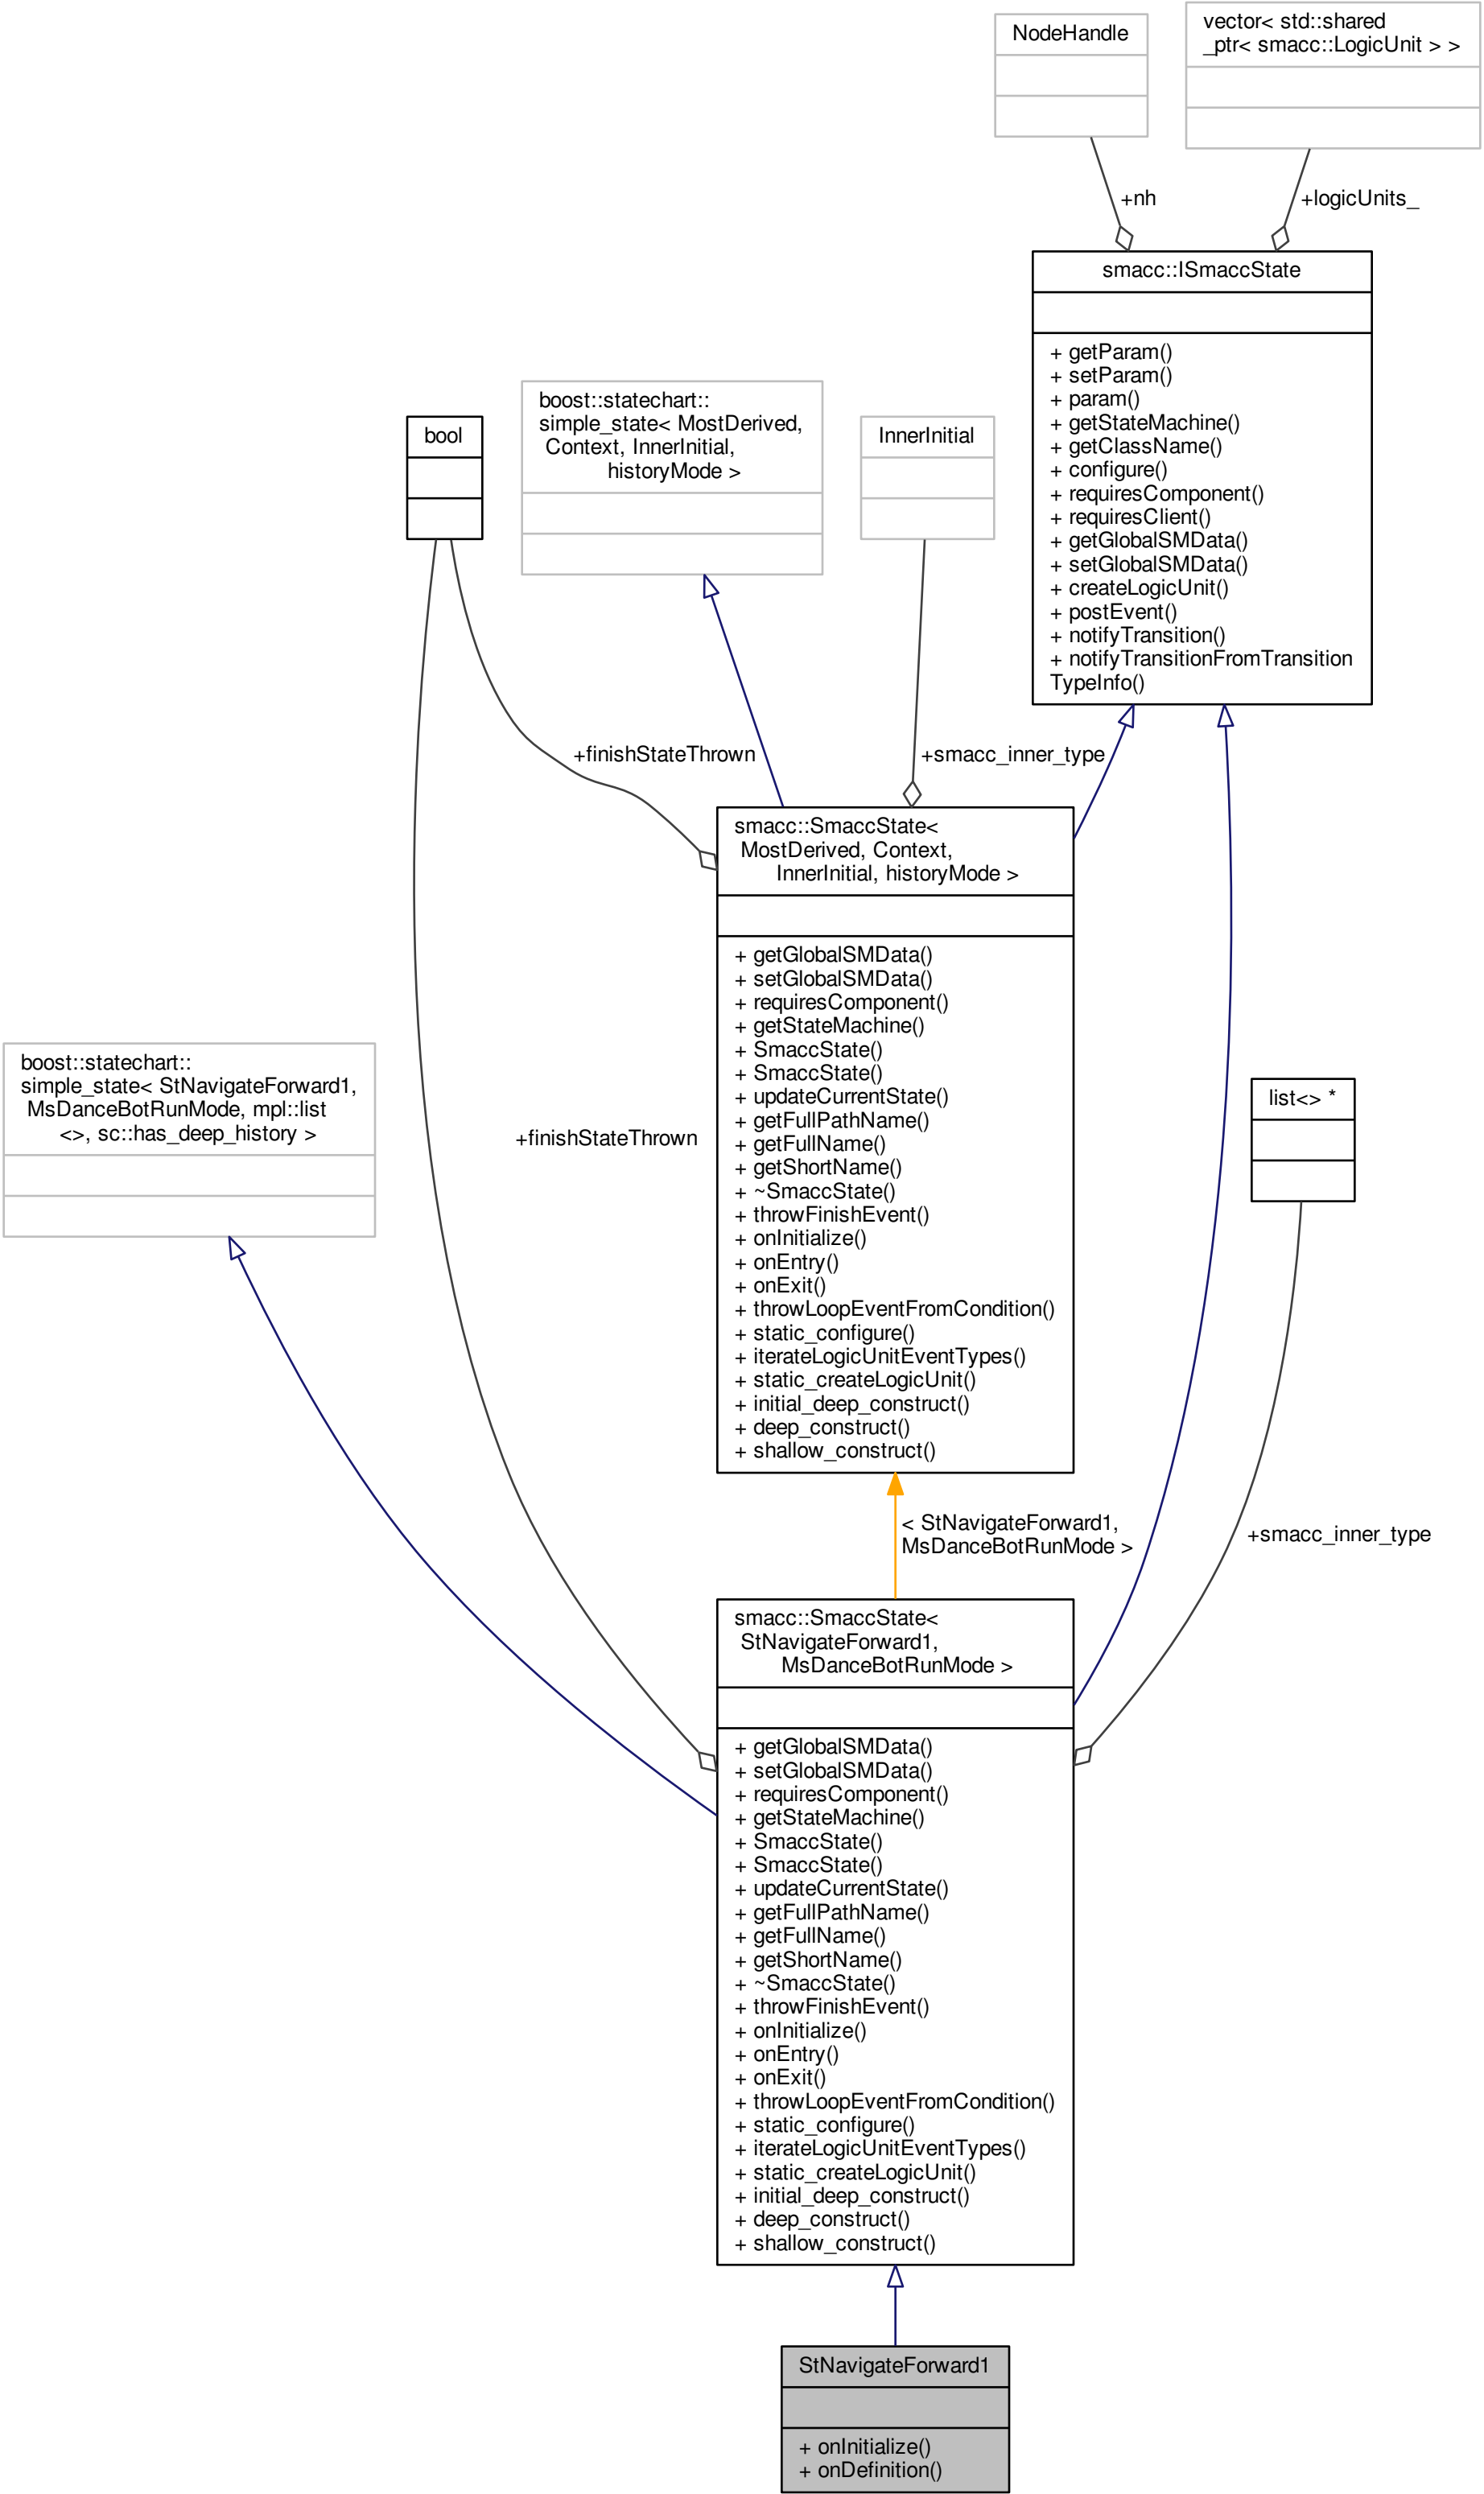 NodeHandle
vector< std::shared
_ptr< smacc::LogicUnit > >
+nh
+logicUnits_
smacc::ISmaccState
+ getParam()
+ setParam()
+ param()
+ getStateMachine()
+ getClassName()
+ configure()
+ requiresComponent()
+ requiresClient()
+ getGlobalSMData()
+ setGlobalSMData()
+ createLogicUnit()
+ postEvent()
+ notifyTransition()
+ notifyTransitionFromTransition
TypeInfo()
bool
boost::statechart::
simple_state< MostDerived,
Context, InnerInitial,
historyMode >
InnerInitial
+finishStateThrown
+smacc_inner_type
smacc::SmaccState<
MostDerived, Context,
InnerInitial, historyMode >
+ getGlobalSMData()
+ setGlobalSMData()
+ requiresComponent()
+ getStateMachine()
+ SmaccState()
+ SmaccState()
+ updateCurrentState()
+ getFullPathName()
+ getFullName()
+ getShortName()
+ ~SmaccState()
+ throwFinishEvent()
+ onInitialize()
+ onEntry()
+ onExit()
+ throwLoopEventFromCondition()
+ static_configure()
+ iterateLogicUnitEventTypes()
+ static_createLogicUnit()
+ initial_deep_construct()
+ deep_construct()
+ shallow_construct()
boost::statechart::
simple_state< StNavigateForward1,
MsDanceBotRunMode, mpl::list
<>, sc::has_deep_history >
+finishStateThrown
list<> *
< StNavigateForward1,
MsDanceBotRunMode >
+smacc_inner_type
smacc::SmaccState<
StNavigateForward1,
MsDanceBotRunMode >
+ getGlobalSMData()
+ setGlobalSMData()
+ requiresComponent()
+ getStateMachine()
+ SmaccState()
+ SmaccState()
+ updateCurrentState()
+ getFullPathName()
+ getFullName()
+ getShortName()
+ ~SmaccState()
+ throwFinishEvent()
+ onInitialize()
+ onEntry()
+ onExit()
+ throwLoopEventFromCondition()
+ static_configure()
+ iterateLogicUnitEventTypes()
+ static_createLogicUnit()
+ initial_deep_construct()
+ deep_construct()
+ shallow_construct()
StNavigateForward1
+ onInitialize()
+ onDefinition()